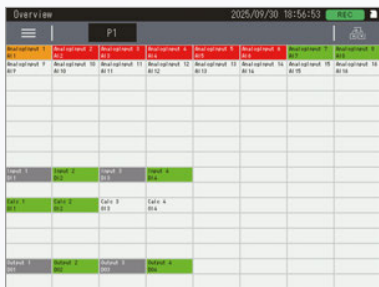 Overview 2025/09/30 18:56:53 REC
P1
AnalogInput 1 AnalogInput 2 AnalogInput 3 AnalogInput 4 AnalogInput 5 AnalogInput 6 AnalogInput 7 AnalogInput 8
AI1 AI2 AI3 AI4 AI5 AI6 AI7 AI8
AnalogInput 9 AnalogInput 10 AnalogInput 11 AnalogInput 12 AnalogInput 13 AnalogInput 14 AnalogInput 15 AnalogInput 16
AI9 AI10 AI11 AI12 AI13 AI14 AI15 AI16
Input 1 Input 2 Input 3 Input 4
DI1 DI2 DI3 DI4
Calc 1 Calc 2 Calc 3 Calc 4
Output 1 Output 2 Output 3 Output 4
DO1 DO2 DO3 DO4